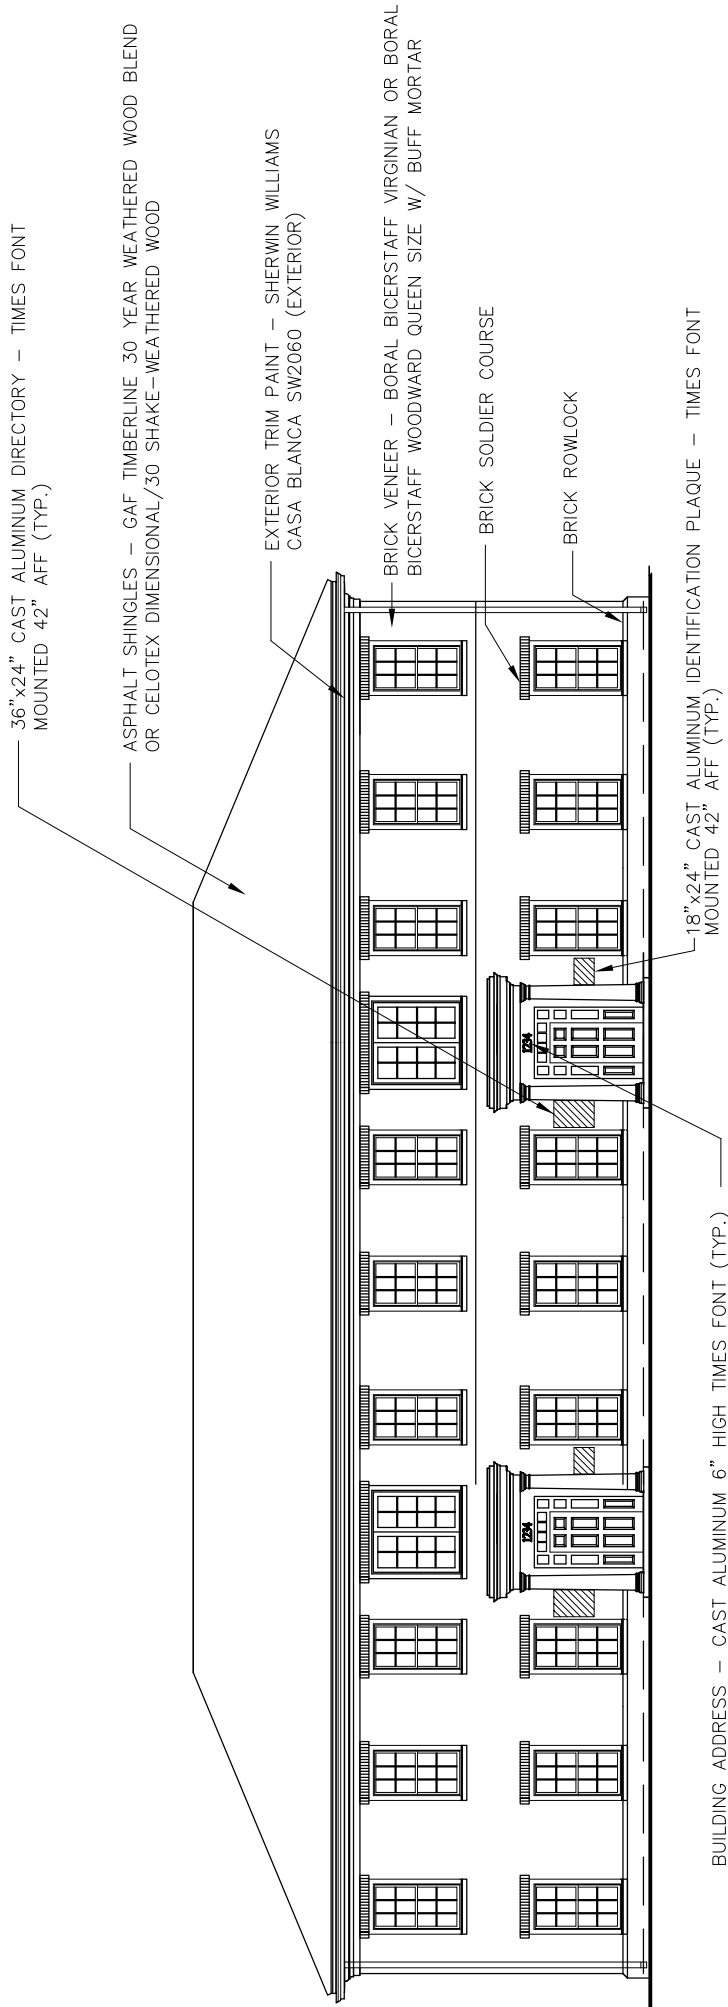 36”x24” CAST ALUMINUM DIRECTORY – TIMES FONT
MOUNTED 42” AFF (TYP.)
ASPHALT SHINGLES – GAF TIMBERLINE 30 YEAR WEATHERED WOOD BLEND
OR CELOTEX DIMENSIONAL/30 SHAKE–WEATHERED WOOD
EXTERIOR TRIM PAINT – SHERWIN WILLIAMS
CASA BLANCA SW2060 (EXTERIOR)
BRICK VENEER – BORAL BICERSTAFF VIRGINIAN OR BORAL
BICERSTAFF WOODWARD QUEEN SIZE W/ BUFF MORTAR
BRICK SOLDIER COURSE
BRICK ROWLOCK
1234
1234
18”x24” CAST ALUMINUM IDENTIFICATION PLAQUE – TIMES FONT
MOUNTED 42” AFF (TYP.)
BUILDING ADDRESS – CAST ALUMINUM 6” HIGH TIMES FONT (TYP.)